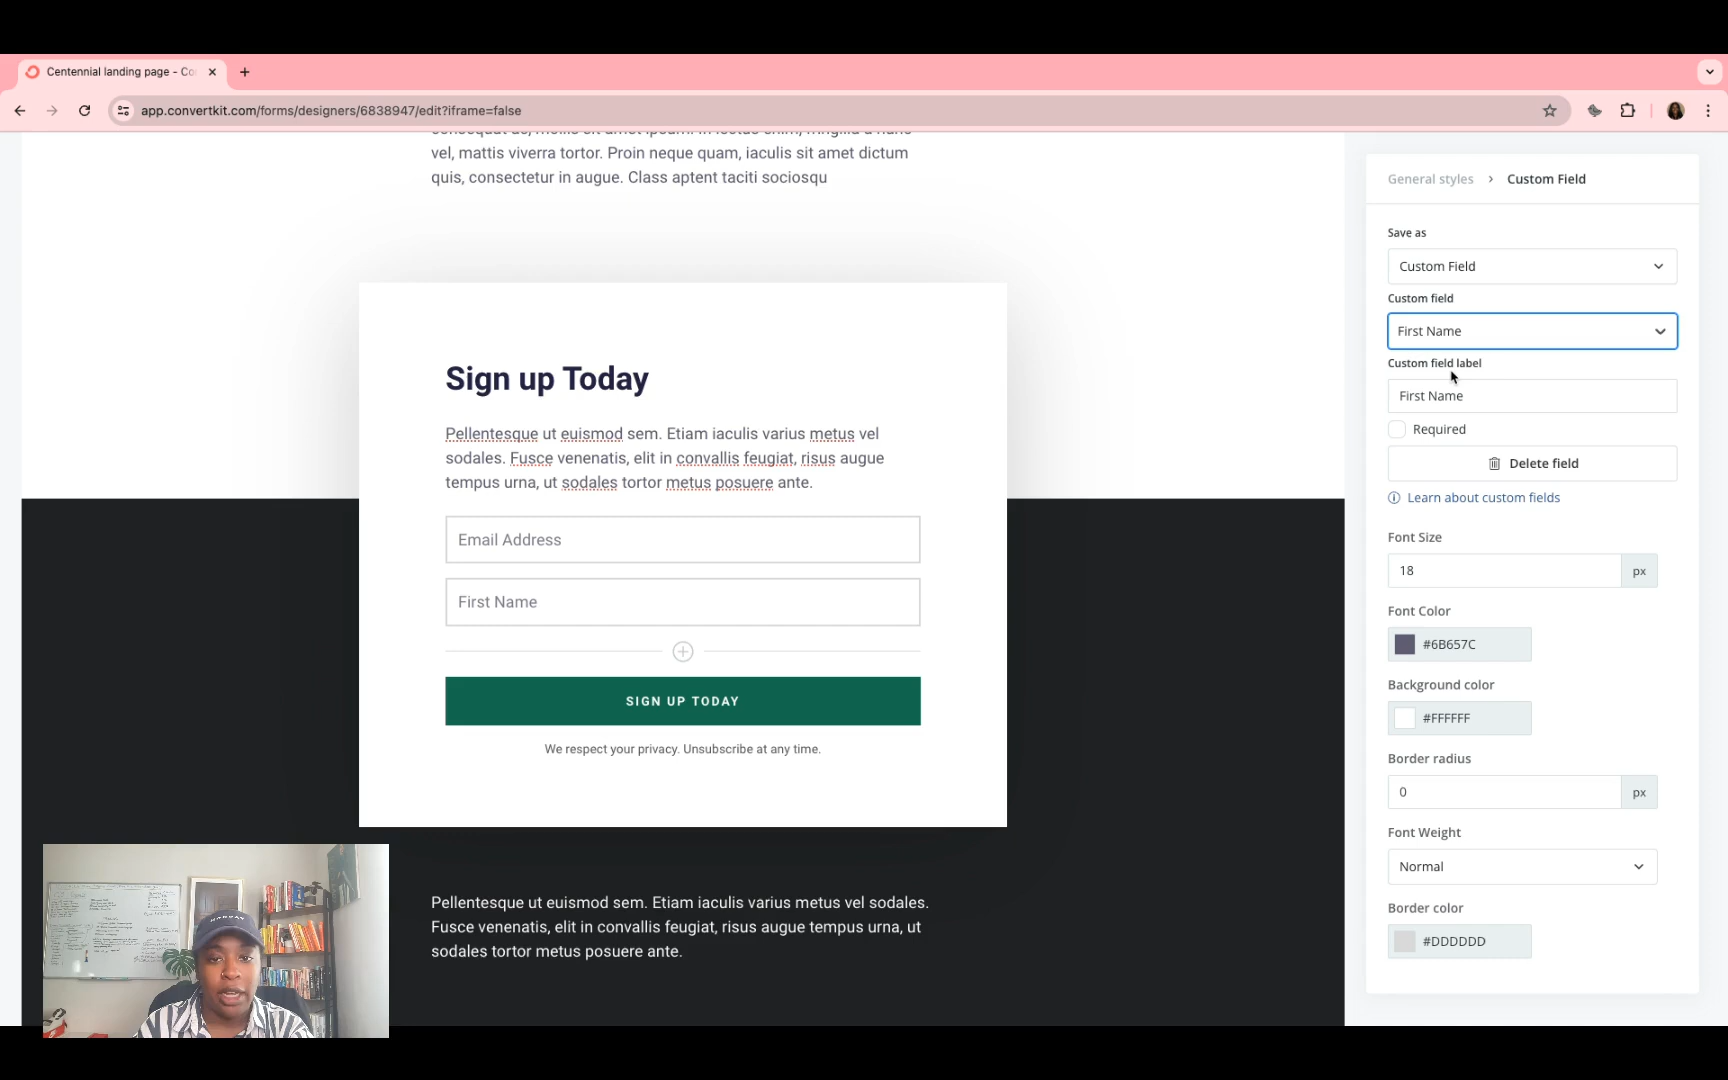 Centennial landing page - Co
app.convertkit.com/forms/designers/6838947/edit?iframe=false
vel, mattis viverra tortor. Proin neque quam, iaculis sit amet dictum
quis, consectetur in augue. Class aptent taciti sociosqu
Sign up Today
Pellentesque ut euismod sem. Etiam iaculis varius metus vel
sodales. Fusce venenatis, elit in convallis feugiat, risus augue
tempus urna, ut sodales tortor metus posuere ante.
Email Address
First Name
SIGN UP TODAY
We respect your privacy. Unsubscribe at any time.
Pellentesque ut euismod sem. Etiam iaculis varius metus vel sodales.
Fusce venenatis, elit in convallis feugiat, risus augue tempus urna, ut
sodales tortor metus posuere ante.
General styles > Custom Field
Save as
Custom Field
Custom field
First Name
Custom field label
First Name
Required
Delete field
Learn about custom fields
Font Size
18 px
Font Color
#6B657C
Background color
#FFFFFF
Border radius
0 px
Font Weight
Normal
Border color
#DDDDDD